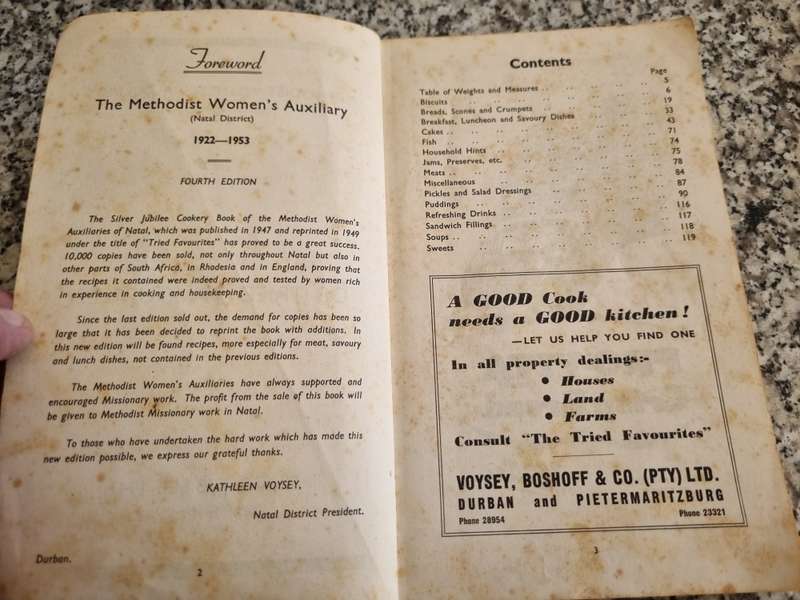 Foreword
The Methodist Women's Auxiliary
(Natal District)
1922—1953
FOURTH EDITION
The Silver Jubilee Cookery Book of the Methodist Women's
Auxiliaries of Natal, which was published in 1947 and reprinted in 1949
under the title of "Tried Favourites" has proved to be a great success.
10,000 copies have been sold, not only throughout Natal but also in
other parts of South Africa, in Rhodesia and in England, proving that
the recipes it contained were indeed proved and tested by women rich
in experience in cooking and housekeeping.
Since the last edition sold out, the demand for copies has been so
large that it has been decided to reprint the book with additions. In
this new edition will be found recipes, more especially for meat, savoury
and lunch dishes, not contained in the previous editions.
The Methodist Women's Auxiliaries have always supported and
encouraged Missionary work. The profit from the sale of this book will
be given to Methodist Missionary work in Natal.
To those who have undertaken the hard work which has made this
new edition possible, we express our grateful thanks.
KATHLEEN VOYSEY,
Natal District President.
Durban.
2
Contents
Page
Table of Weights and Measures .. .. .. .. .. 5
Biscuits .. .. .. .. .. 6
Breads, Scones and Crumpets .. .. .. .. 19
Breakfast, Luncheon and Savoury Dishes .. .. .. 33
Cakes .. .. .. .. .. 43
Fish .. .. .. .. .. 71
Household Hints .. .. .. .. .. 74
Jams, Preserves, etc. .. .. .. .. 75
Meats .. .. .. .. .. 78
Miscellaneous .. .. .. .. .. 84
Pickles and Salad Dressings .. .. .. .. 87
Puddings .. .. .. .. .. 90
Refreshing Drinks .. .. .. .. .. 116
Sandwich Fillings .. .. .. .. .. 117
Soups .. .. .. .. .. 118
Sweets .. .. .. .. .. 119
A GOOD Cook
needs a GOOD kitchen!
—LET US HELP YOU FIND ONE
In all property dealings:-
• Houses
• Land
• Farms
Consult "The Tried Favourites"
VOYSEY, BOSHOFF & CO. (PTY) LTD.
DURBAN and PIETERMARITZBURG
Phone 28954 Phone 23321
3